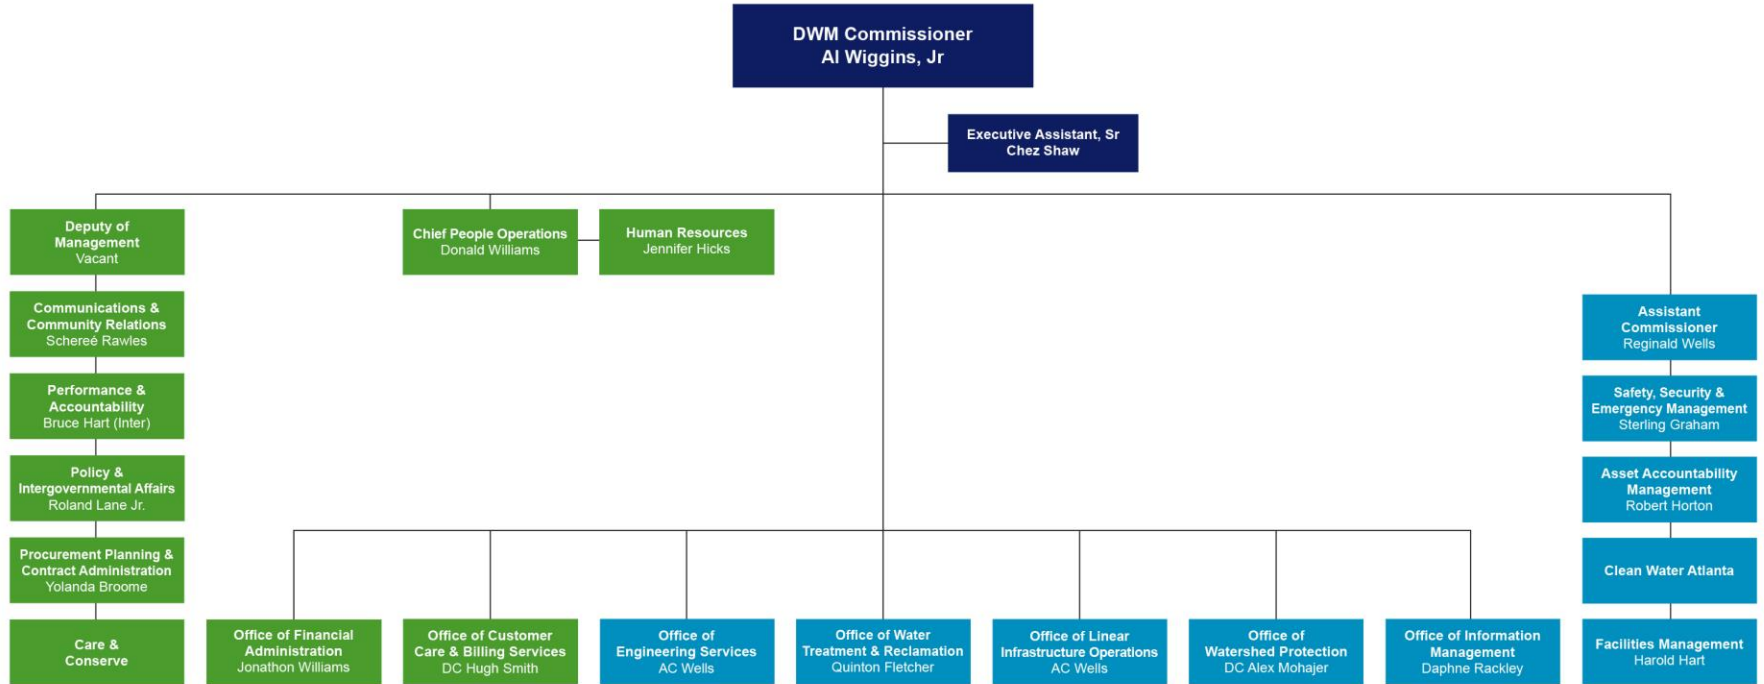 DWM Commissioner
Al Wiggins, Jr
Executive Assistant, Sr
Chez Shaw
Deputy of
Management
Vacant
Chief People Operations
Donald Williams
Human Resources
Jennifer Hicks
Communications &
Community Relations
Schereé Rawles
Assistant
Commissioner
Reginald Wells
Performance &
Accountability
Bruce Hart (Inter)
Safety, Security &
Emergency Management
Sterling Graham
Policy &
Intergovernmental Affairs
Roland Lane Jr.
Asset Accountability
Management
Robert Horton
Procurement Planning &
Contract Administration
Yolanda Broome
Clean Water Atlanta
Care &
Conserve
Office of Financial
Administration
Jonathon Williams
Office of Customer
Care & Billing Services
DC Hugh Smith
Office of
Engineering Services
AC Wells
Office of Water
Treatment & Reclamation
Quinton Fletcher
Office of Linear
Infrastructure Operations
AC Wells
Office of
Watershed Protection
DC Alex Mohajer
Office of Information
Management
Daphne Rackley
Facilities Management
Harold Hart